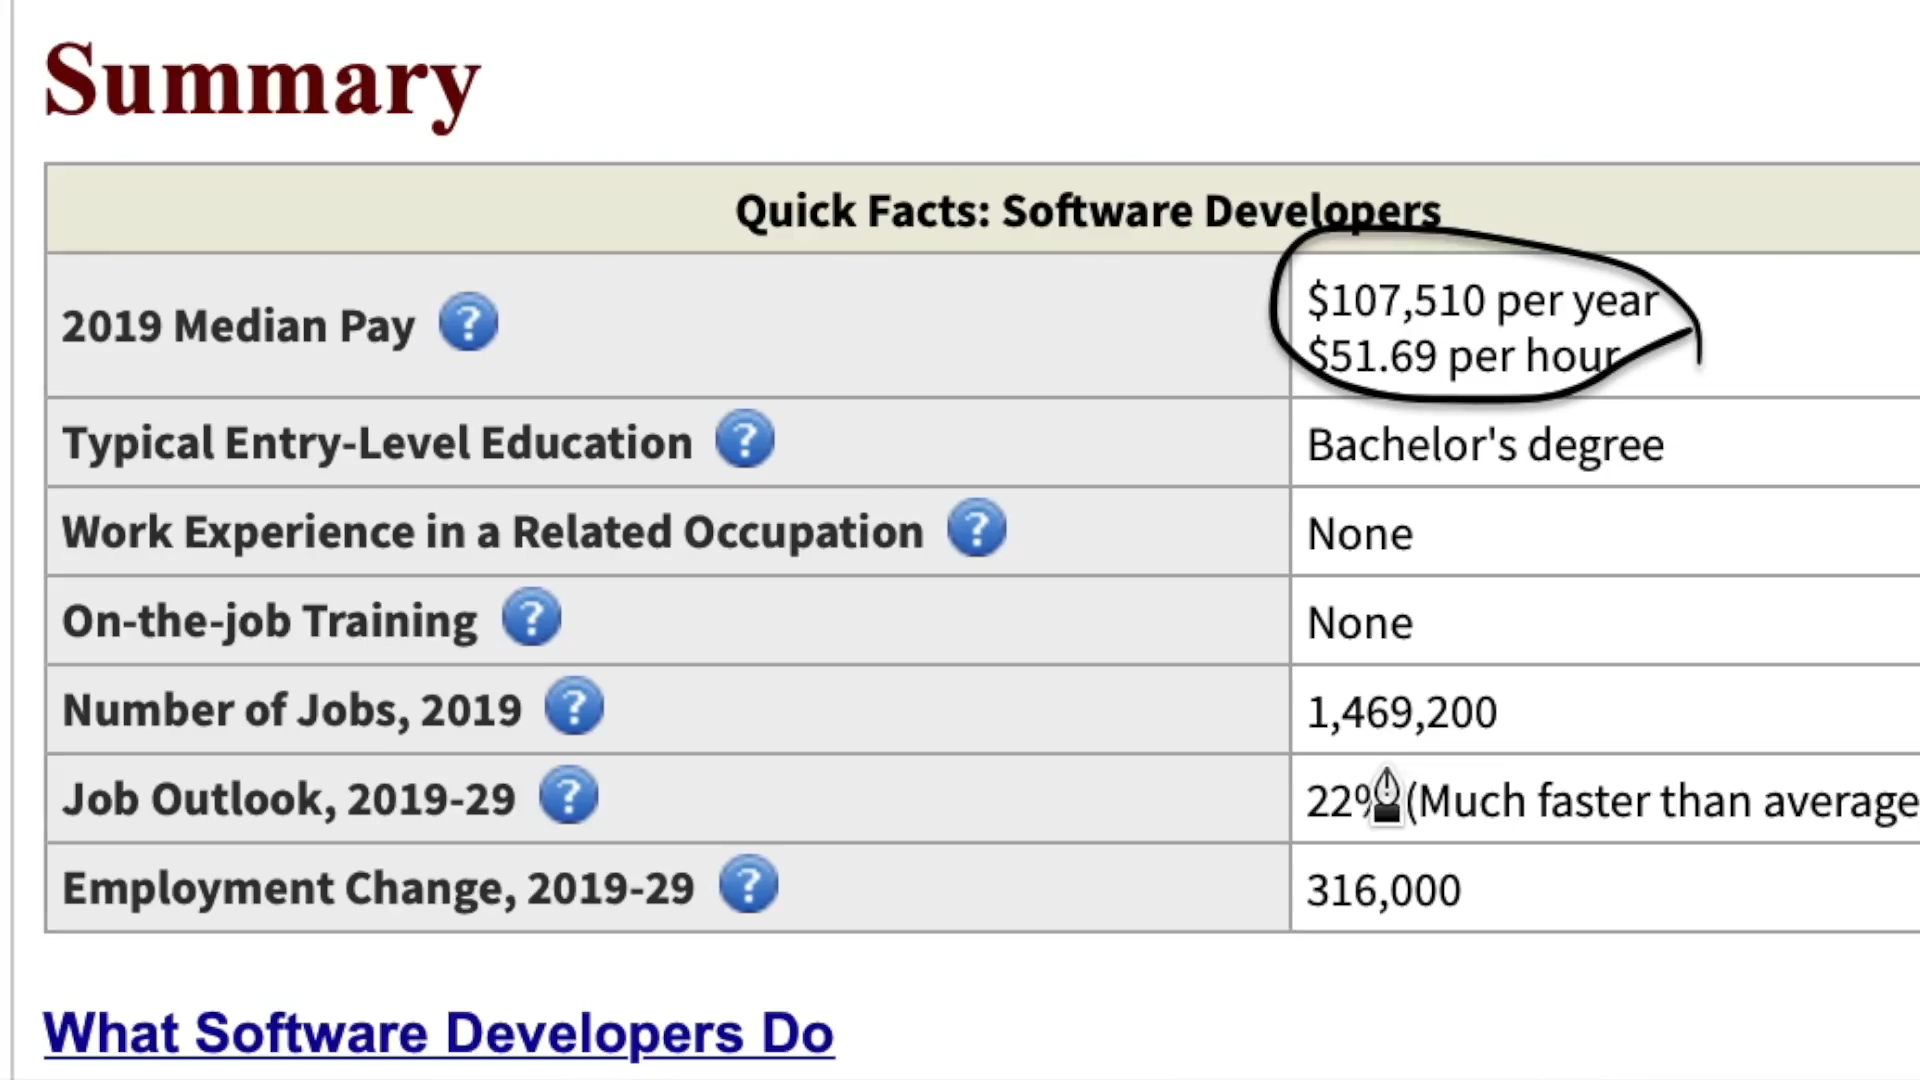 Summary
Quick Facts: Software Developers
2019 Median Pay ?
$107,510 per year
$51.69 per hour
Typical Entry-Level Education ?
Bachelor's degree
Work Experience in a Related Occupation ?
None
On-the-job Training ?
None
Number of Jobs, 2019 ?
1,469,200
Job Outlook, 2019-29 ?
22% (Much faster than average
Employment Change, 2019-29 ?
316,000
What Software Developers Do